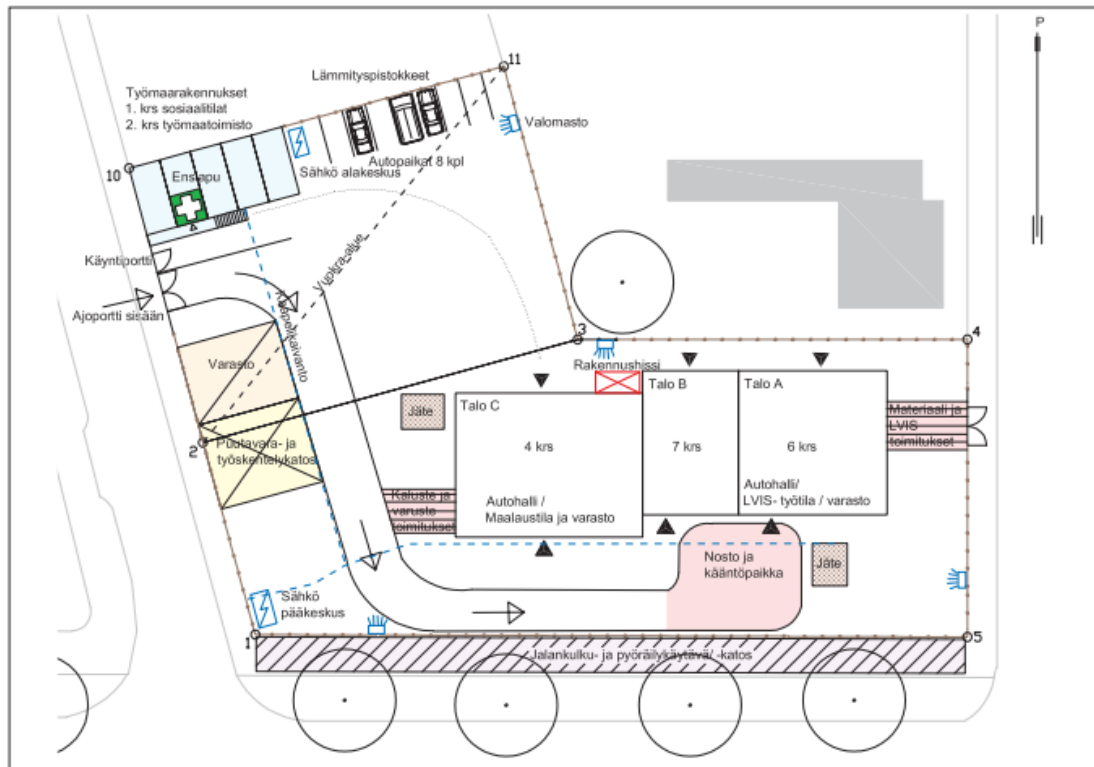 P
11
Lämmityspistokkeet
Työmaarakennukset
1. krs sosiaalitilat
2. krs työmaatoimisto
Valomasto
10
Autopaikat 8 kpl
Sähkö alakeskus
Ensiapu
Vuokra-alue
Käyntiportti
Ajoportti sisään
Kaapelikaivanto
3
4
Rakennushissi
Varasto
Talo C
Talo B
Talo A
Jäte
Materiaali ja
LVIS
toimitukset
2
Puutavara- ja
työskentelykatos
4 krs
7 krs
6 krs
Kaluste ja
varuste
toimitukset
Autohalli /
Maalaustila ja varasto
Autohalli/
LVIS- työtila / varasto
Nosto ja
kääntöpaikka
Jäte
Sähkö
pääkeskus
1
5
Jalankulku- ja pyöräilykäytävä/ -katos